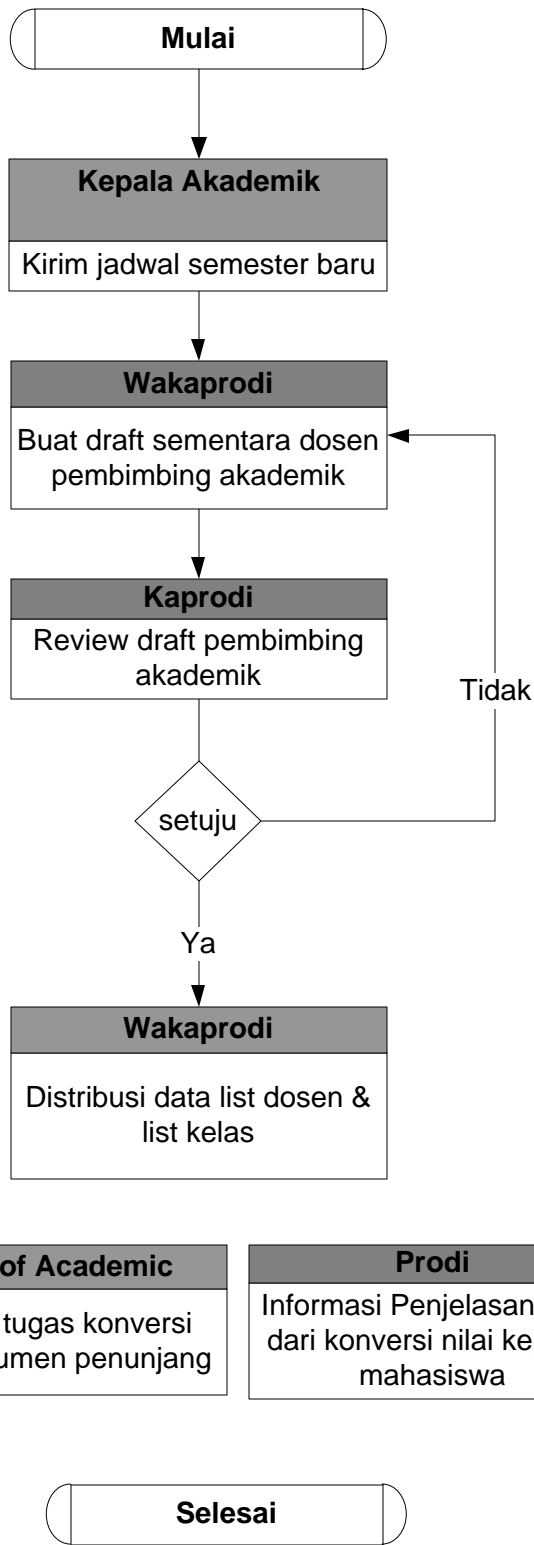 Mulai
Kepala Akademik
Kirim jadwal semester baru
Wakaprodi
Buat draft sementara dosen
pembimbing akademik
Kaprodi
Review draft pembimbing
akademik
Tidak
setuju
Ya
Wakaprodi
Distribusi data list dosen &
list kelas
of Academic
tugas konversi
umen penunjang
Prodi
Informasi Penjelasan
dari konversi nilai ke
mahasiswa
Selesai